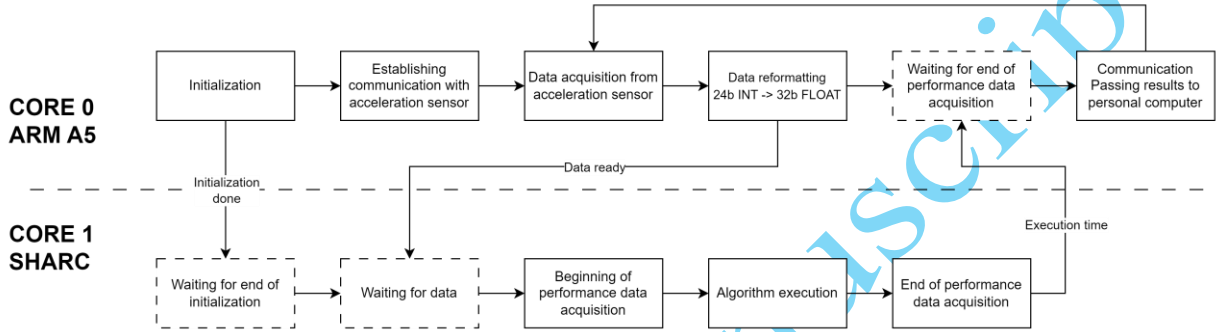 CORE 0
ARM A5
Initialization
Establishing
communication with
acceleration sensor
Data acquisition from
acceleration sensor
Data reformatting
24b INT -> 32b FLOAT
Waiting for end of
performance data
acquisition
Communication
Passing results to
personal computer
Initialization
done
Data ready
Execution time
CORE 1
SHARC
Waiting for end of
initialization
Waiting for data
Beginning of
performance data
acquisition
Algorithm execution
End of performance
data acquisition